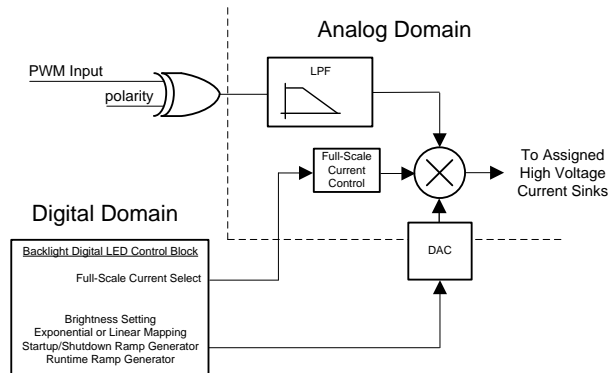 Analog Domain
PWM Input
polarity
LPF
Full-Scale
Current
Control
To Assigned
High Voltage
Current Sinks
Digital Domain
DAC
Backlight Digital LED Control Block
Full-Scale Current Select
Brightness Setting
Exponential or Linear Mapping
Startup/Shutdown Ramp Generator
Runtime Ramp Generator